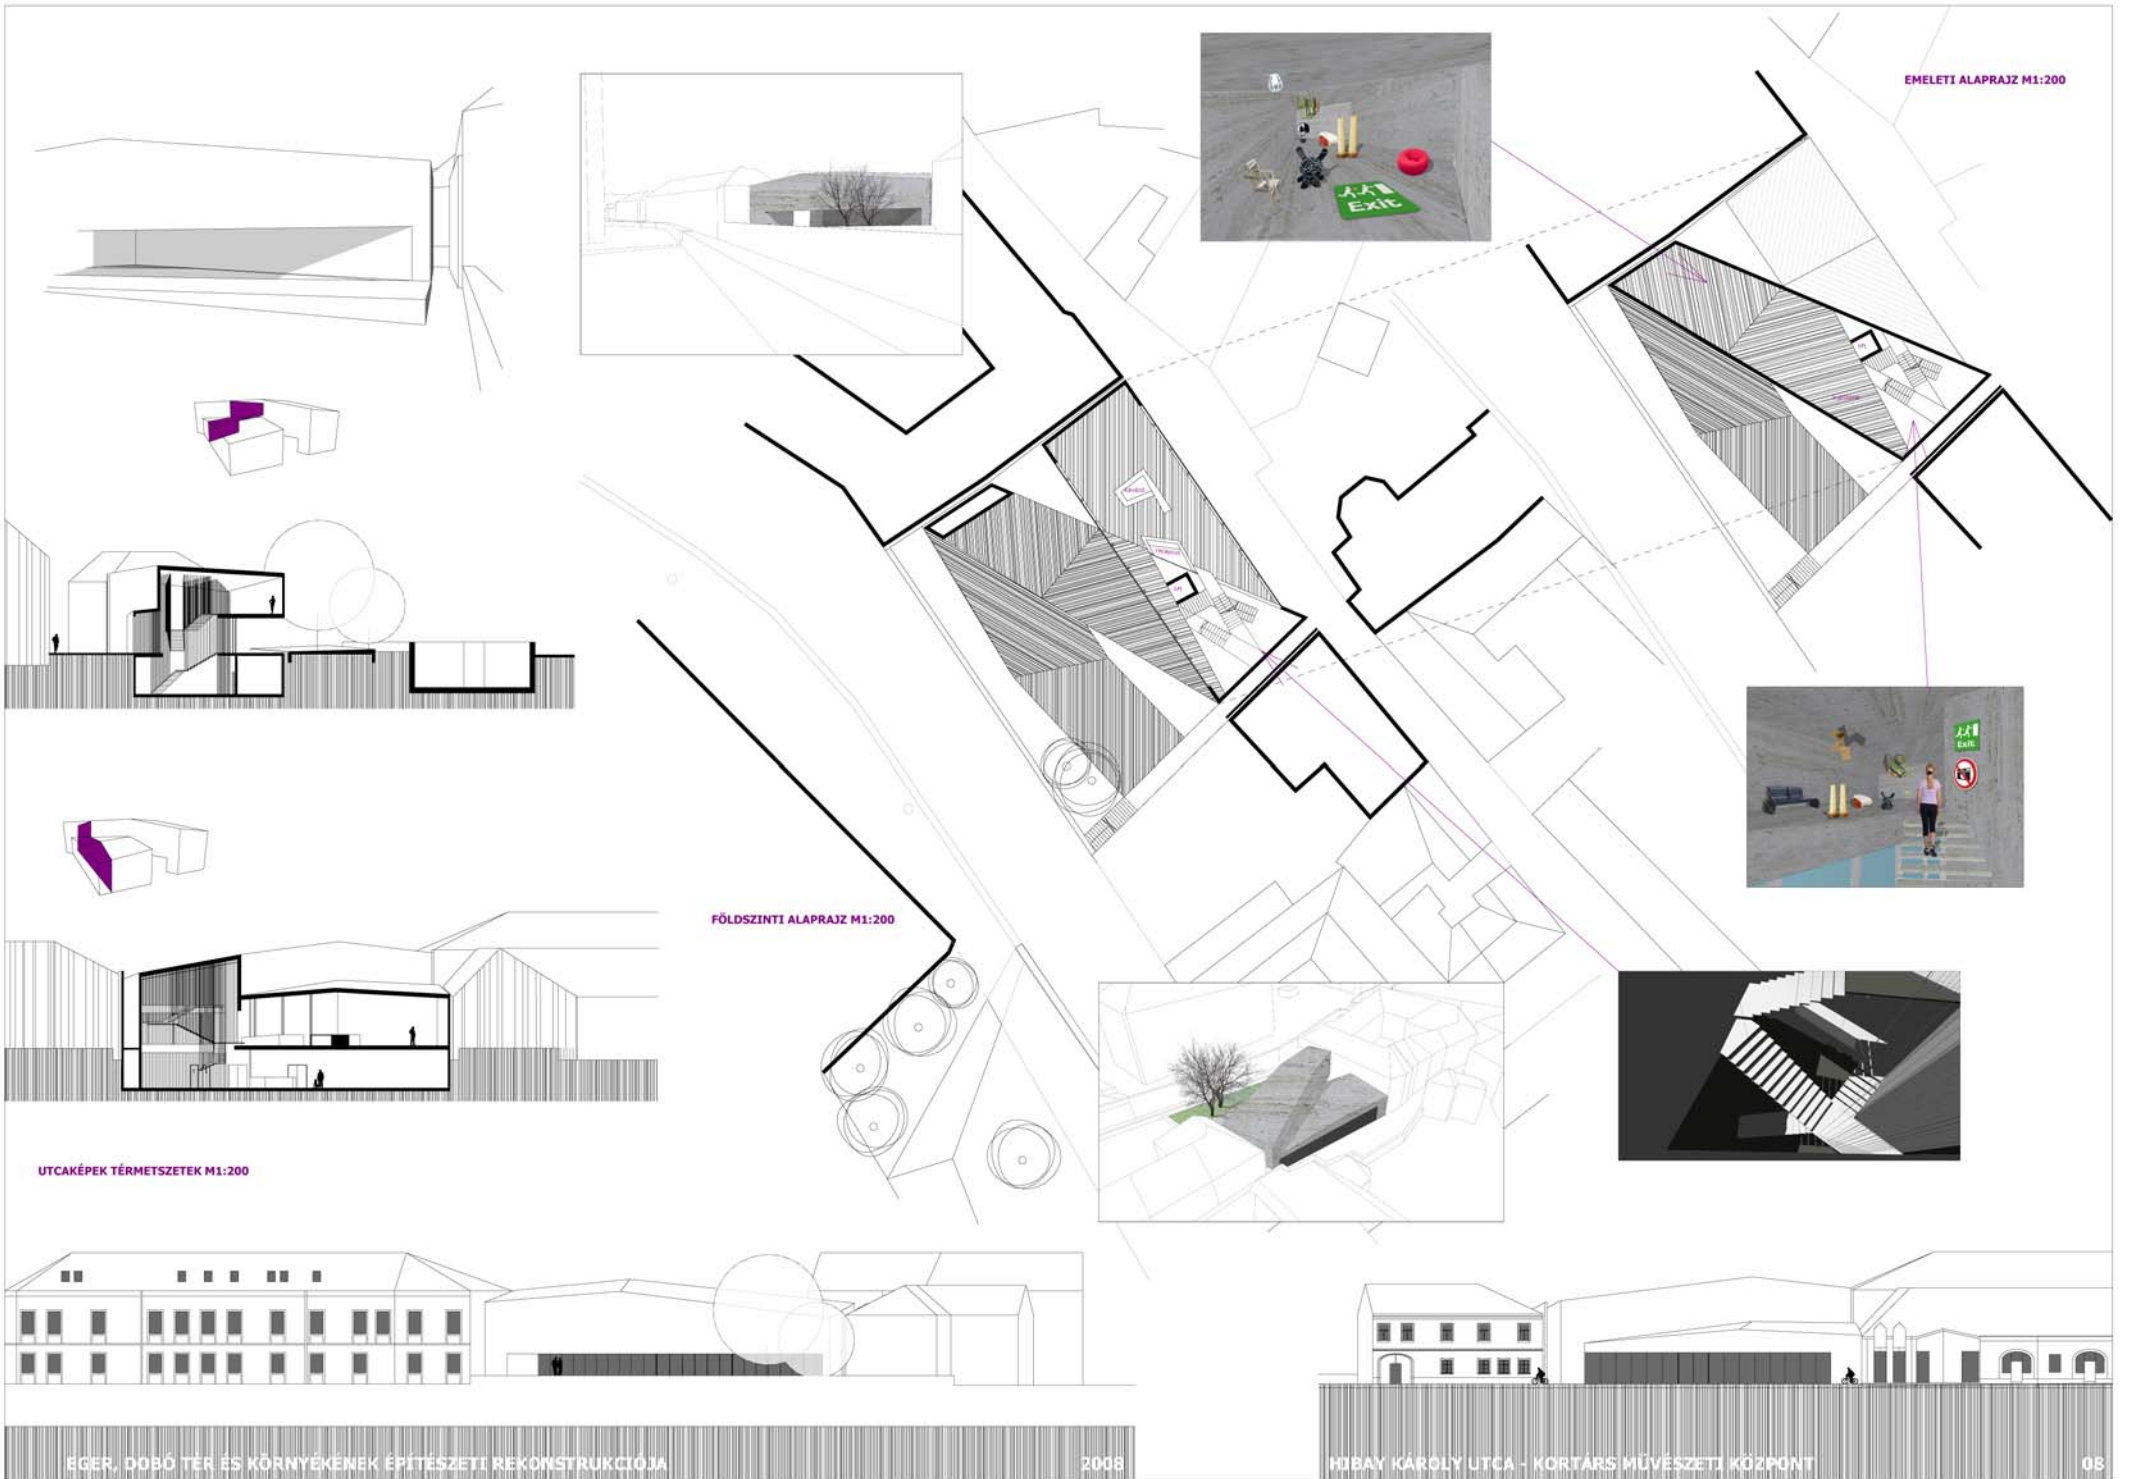 EMELETI ALAPRAJZ M1:200
Exit
Exit
FÖLDSZINTI ALAPRAJZ M1:200
UTCAKÉPEK TÉRMETSZETEK M1:200
EGER, DOBÓ TÉR ÉS KÖRNYÉKÉNEK ÉPÍTÉSZETI REKONSTRUKCIÓJA
2008
HIBAY KÁROLY UTCA - KORTÁRS MŰVÉSZETI KÖZPONT
08